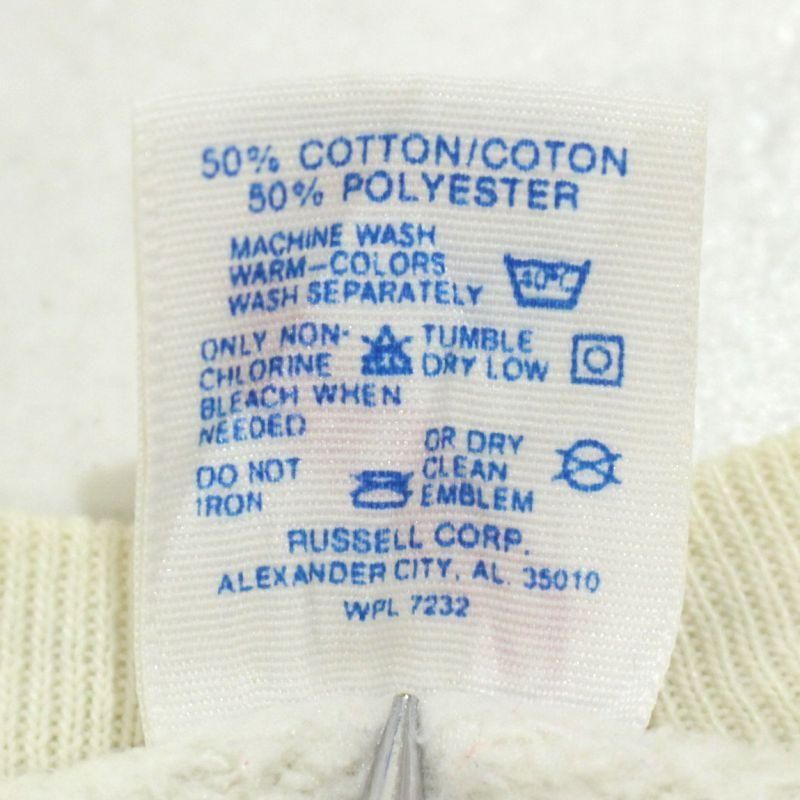 50% COTTON/COTON
50% POLYESTER
MACHINE WASH
WARM-COLORS
WASH SEPARATELY
40°C
ONLY NON-
CHLORINE
BLEACH WHEN
NEEDED
TUMBLE
DRY LOW
DO NOT
IRON
OR DRY
CLEAN
EMBLEM
RUSSELL CORP.
ALEXANDER CITY, AL. 35010
WPL 7232